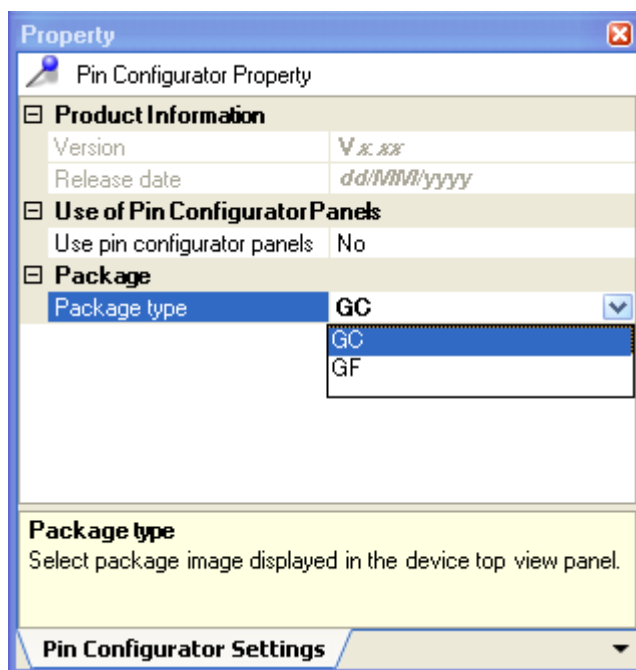 Property
Pin Configurator Property
Product Information
Version V x.xx
Release date dd/MM/yyyy
Use of Pin Configurator Panels
Use pin configurator panels No
Package
Package type GC
GC
GF
Package type
Select package image displayed in the device top view panel.
Pin Configurator Settings